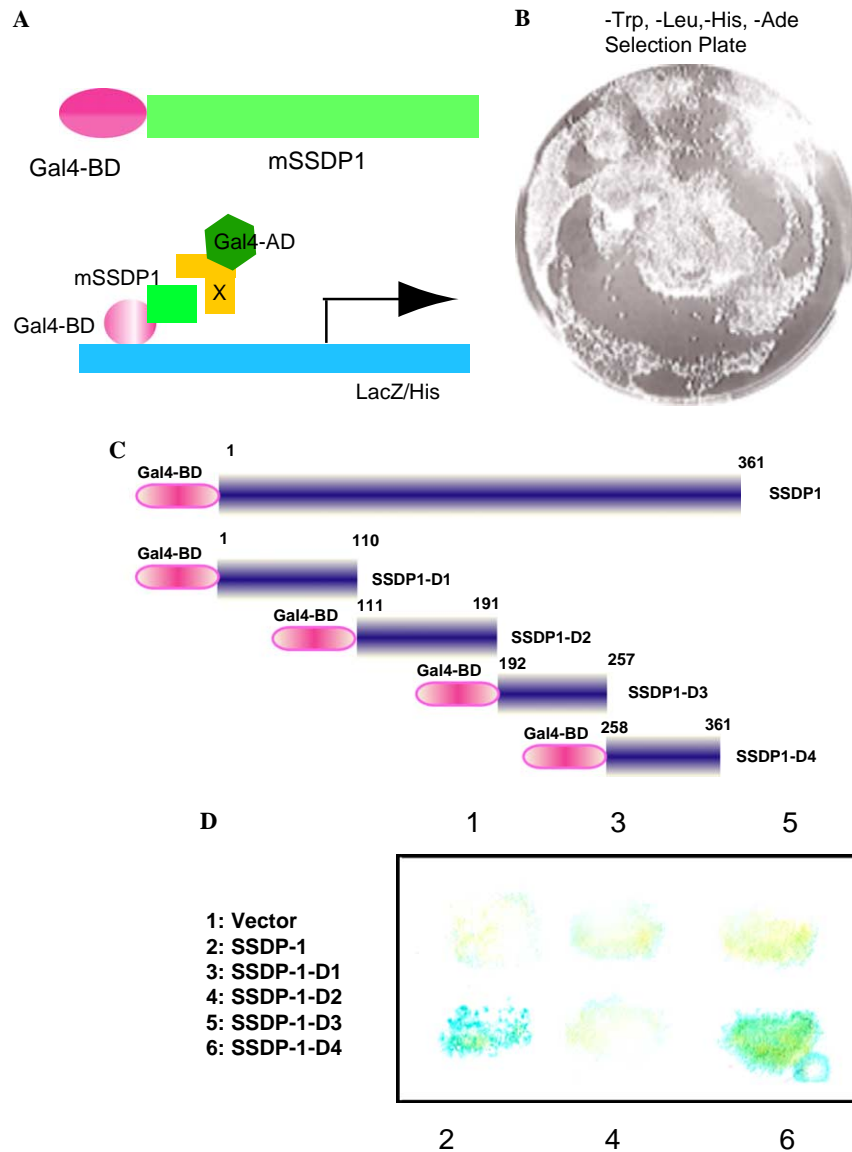 A
Gal4-BD
mSSDP1
Gal4-AD
mSSDP1
X
Gal4-BD
LacZ/His
B
-Trp, -Leu,-His, -Ade
Selection Plate
C
1
361
Gal4-BD
SSDP1
1
110
Gal4-BD
SSDP1-D1
111
191
Gal4-BD
SSDP1-D2
192
257
Gal4-BD
SSDP1-D3
258
361
Gal4-BD
SSDP1-D4
D
1 3 5
1: Vector
2: SSDP-1
3: SSDP-1-D1
4: SSDP-1-D2
5: SSDP-1-D3
6: SSDP-1-D4
2 4 6